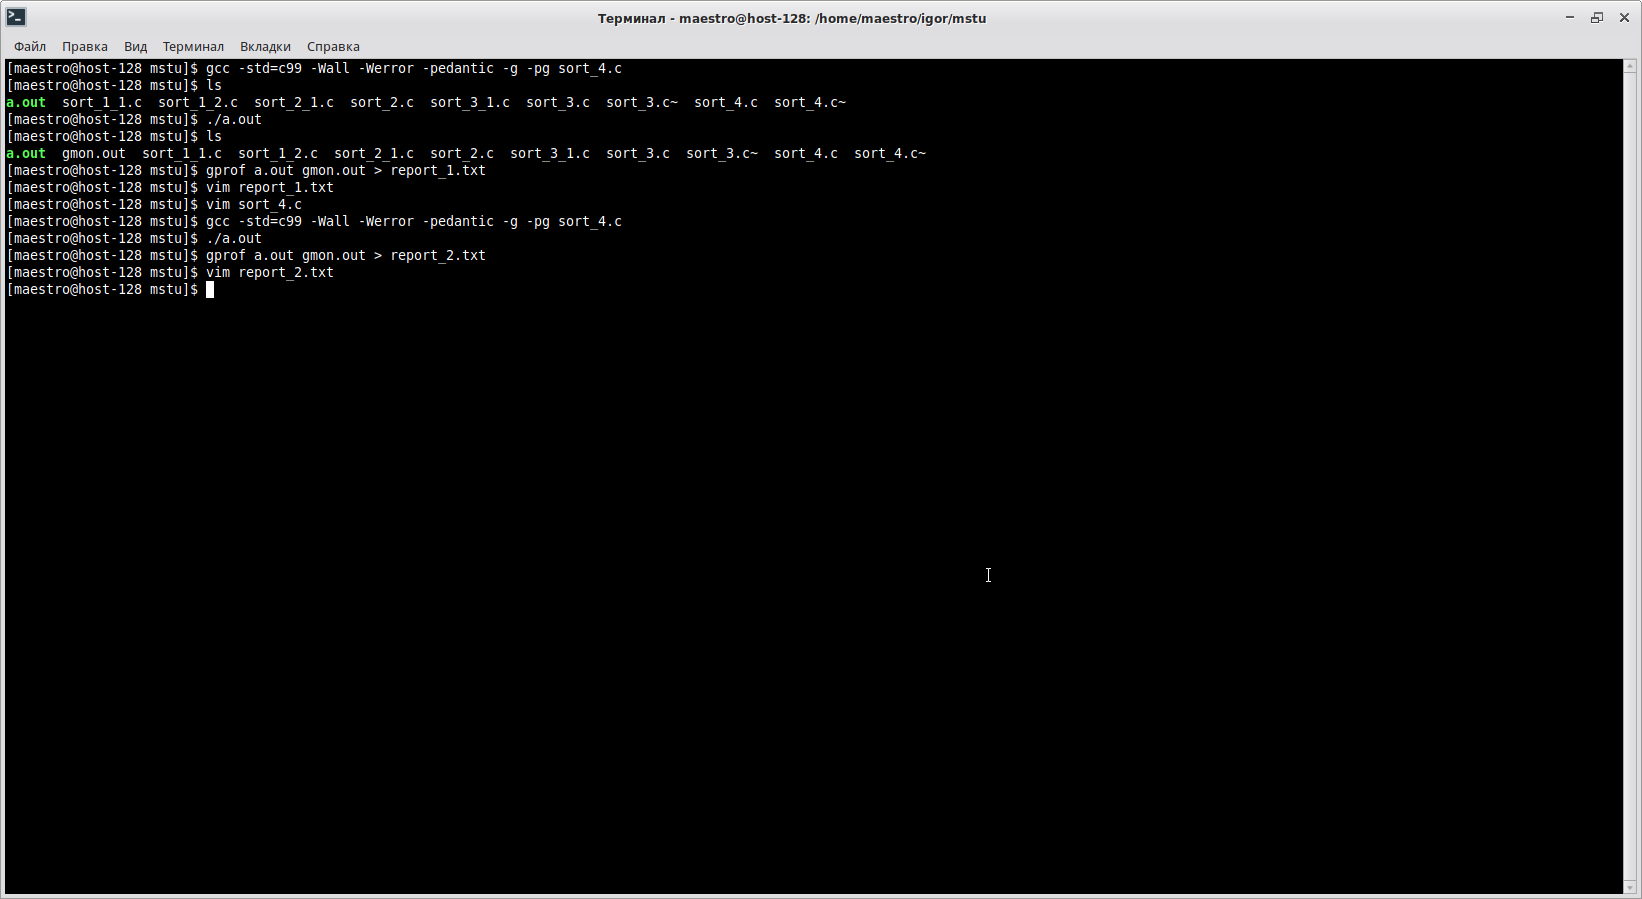 Терминал - maestro@host-128: /home/maestro/igor/mstu
Файл Правка Вид Терминал Вкладки Справка
[maestro@host-128 mstu]$ gcc -std=c99 -Wall -Werror -pedantic -g -pg sort_4.c
[maestro@host-128 mstu]$ ls
a.out  sort_1_1.c  sort_1_2.c  sort_2_1.c  sort_2.c  sort_3_1.c  sort_3.c  sort_3.c~  sort_4.c  sort_4.c~
[maestro@host-128 mstu]$ ./a.out
[maestro@host-128 mstu]$ ls
a.out  gmon.out  sort_1_1.c  sort_1_2.c  sort_2_1.c  sort_2.c  sort_3_1.c  sort_3.c  sort_3.c~  sort_4.c  sort_4.c~
[maestro@host-128 mstu]$ gprof a.out gmon.out > report_1.txt
[maestro@host-128 mstu]$ vim report_1.txt
[maestro@host-128 mstu]$ vim sort_4.c
[maestro@host-128 mstu]$ gcc -std=c99 -Wall -Werror -pedantic -g -pg sort_4.c
[maestro@host-128 mstu]$ ./a.out
[maestro@host-128 mstu]$ gprof a.out gmon.out > report_2.txt
[maestro@host-128 mstu]$ vim report_2.txt
[maestro@host-128 mstu]$